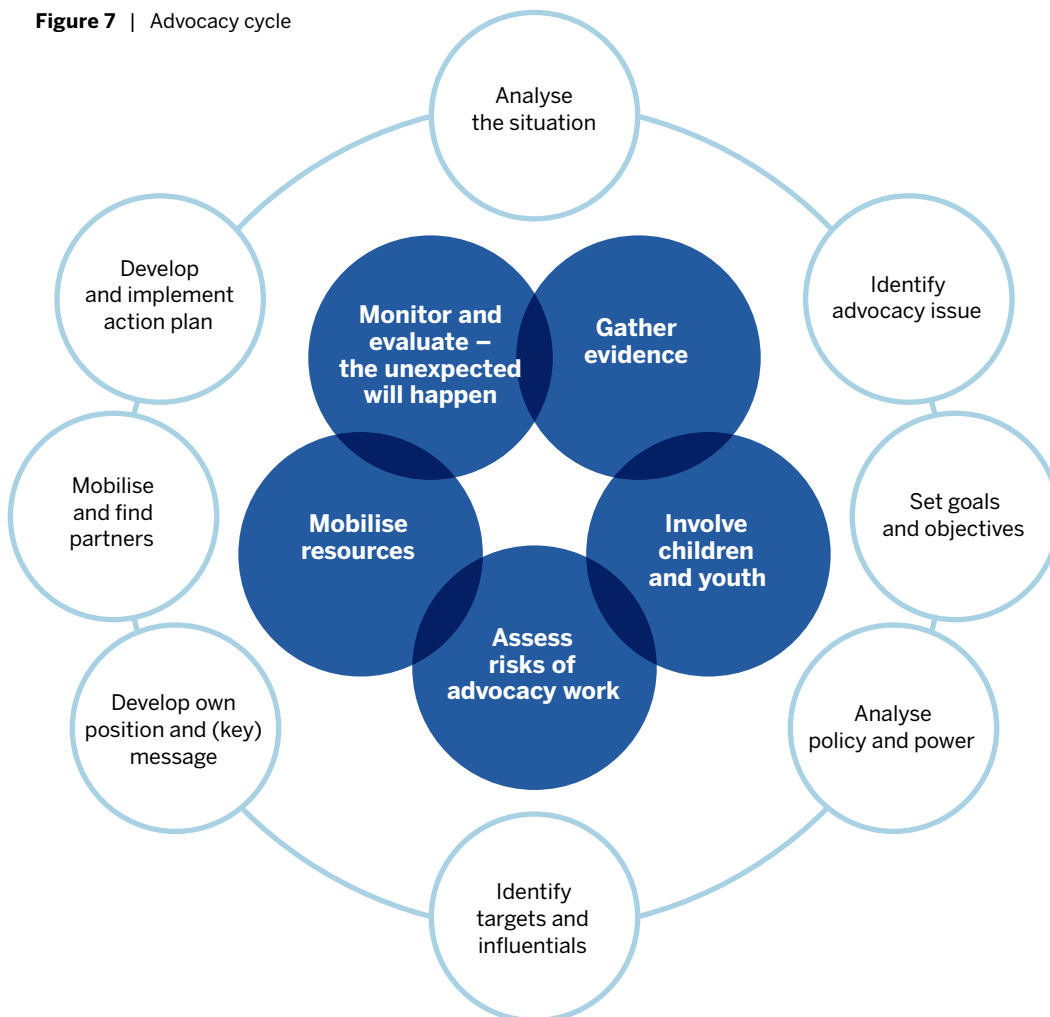 Figure 7 | Advocacy cycle
Analyse
the situation
Identify
advocacy issue
Set goals
and objectives
Analyse
policy and power
Identify
targets and
influentials
Develop own
position and (key)
message
Mobilise
and find
partners
Develop
and implement
action plan
Monitor and
evaluate –
the unexpected
will happen
Gather
evidence
Involve
children
and youth
Assess
risks of
advocacy work
Mobilise
resources